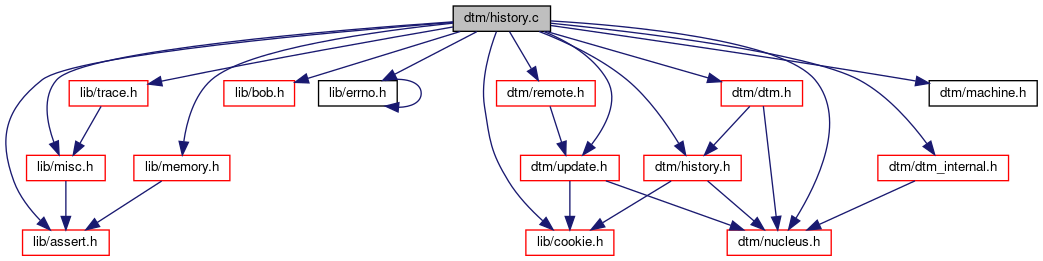 dtm/history.c
lib/trace.h
lib/bob.h
lib/errno.h
dtm/remote.h
dtm/dtm.h
dtm/machine.h
lib/misc.h
lib/memory.h
dtm/update.h
dtm/history.h
dtm/dtm_internal.h
lib/assert.h
lib/cookie.h
dtm/nucleus.h